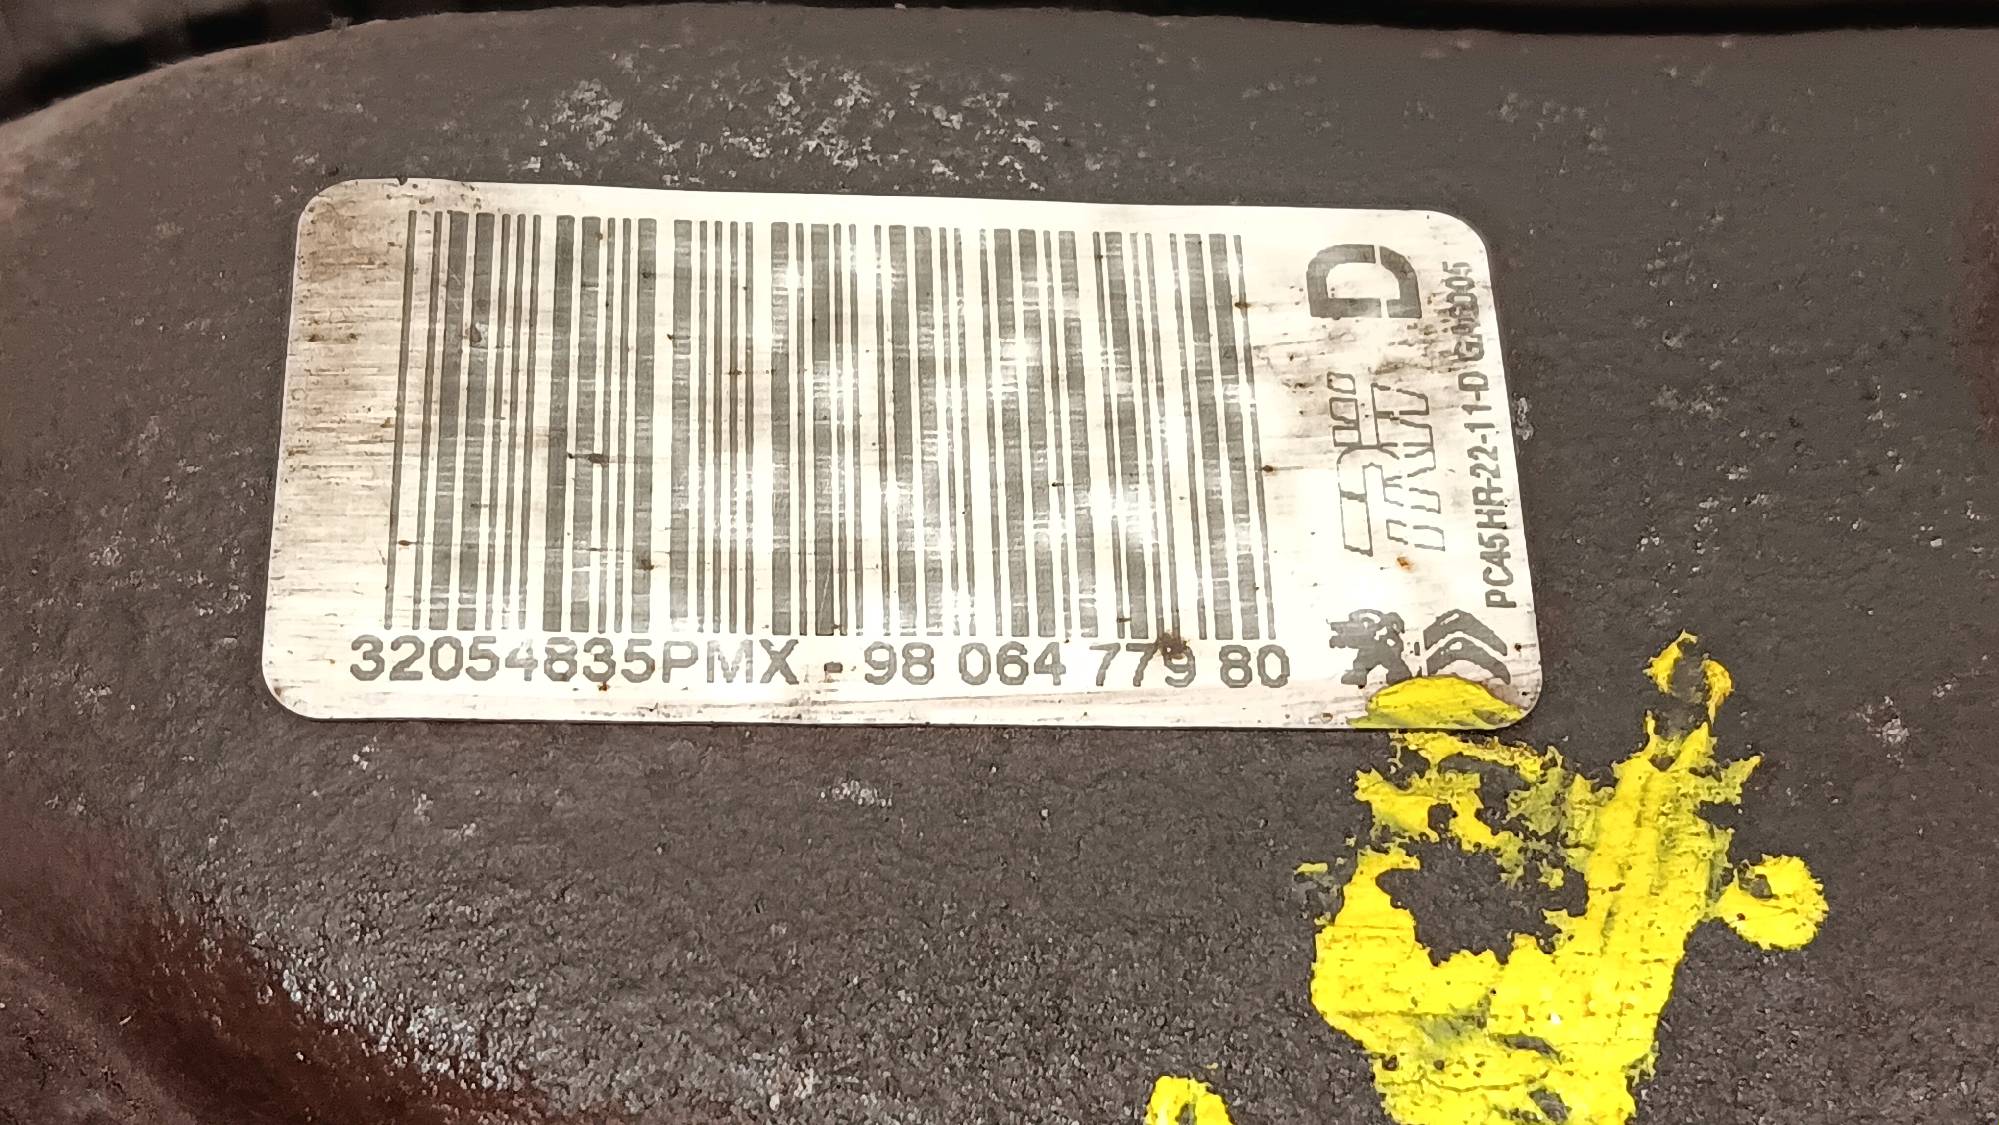 32054835PMX - 98 064 779 80
D
PC45HR-22-11-D